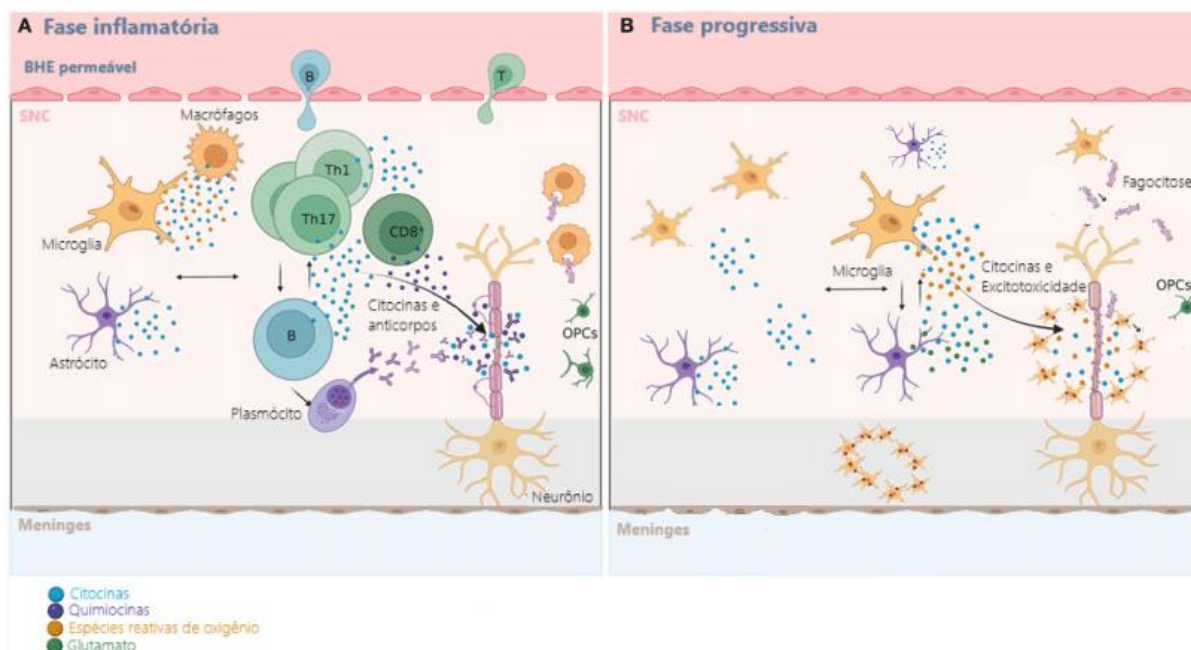 A Fase inflamatória
BHE permeável
B
T
SNC
Macrófagos
Th1
Th17
CD8⁺
Microglia
Citocinas e
anticorpos
B
OPCs
Astrócito
Plasmócito
Neurônio
Meninges
B Fase progressiva
SNC
Fagocitose
Microglia
Citocinas e
Excitotoxicidade
OPCs
Meninges
Citocinas
Quimiocinas
Espécies reativas de oxigênio
Glutamato